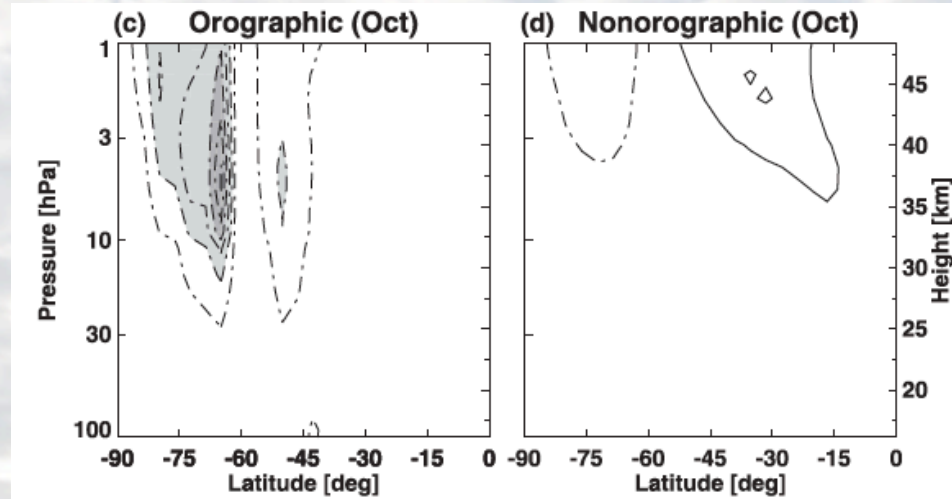 (c) Orographic (Oct)
(d) Nonorographic (Oct)
Pressure [hPa]
1
3
10
30
100
-90 -75 -60 -45 -30 -15 0
Latitude [deg]
-90 -75 -60 -45 -30 -15 0
Latitude [deg]
45
40
35
30
25
20
Height [km]